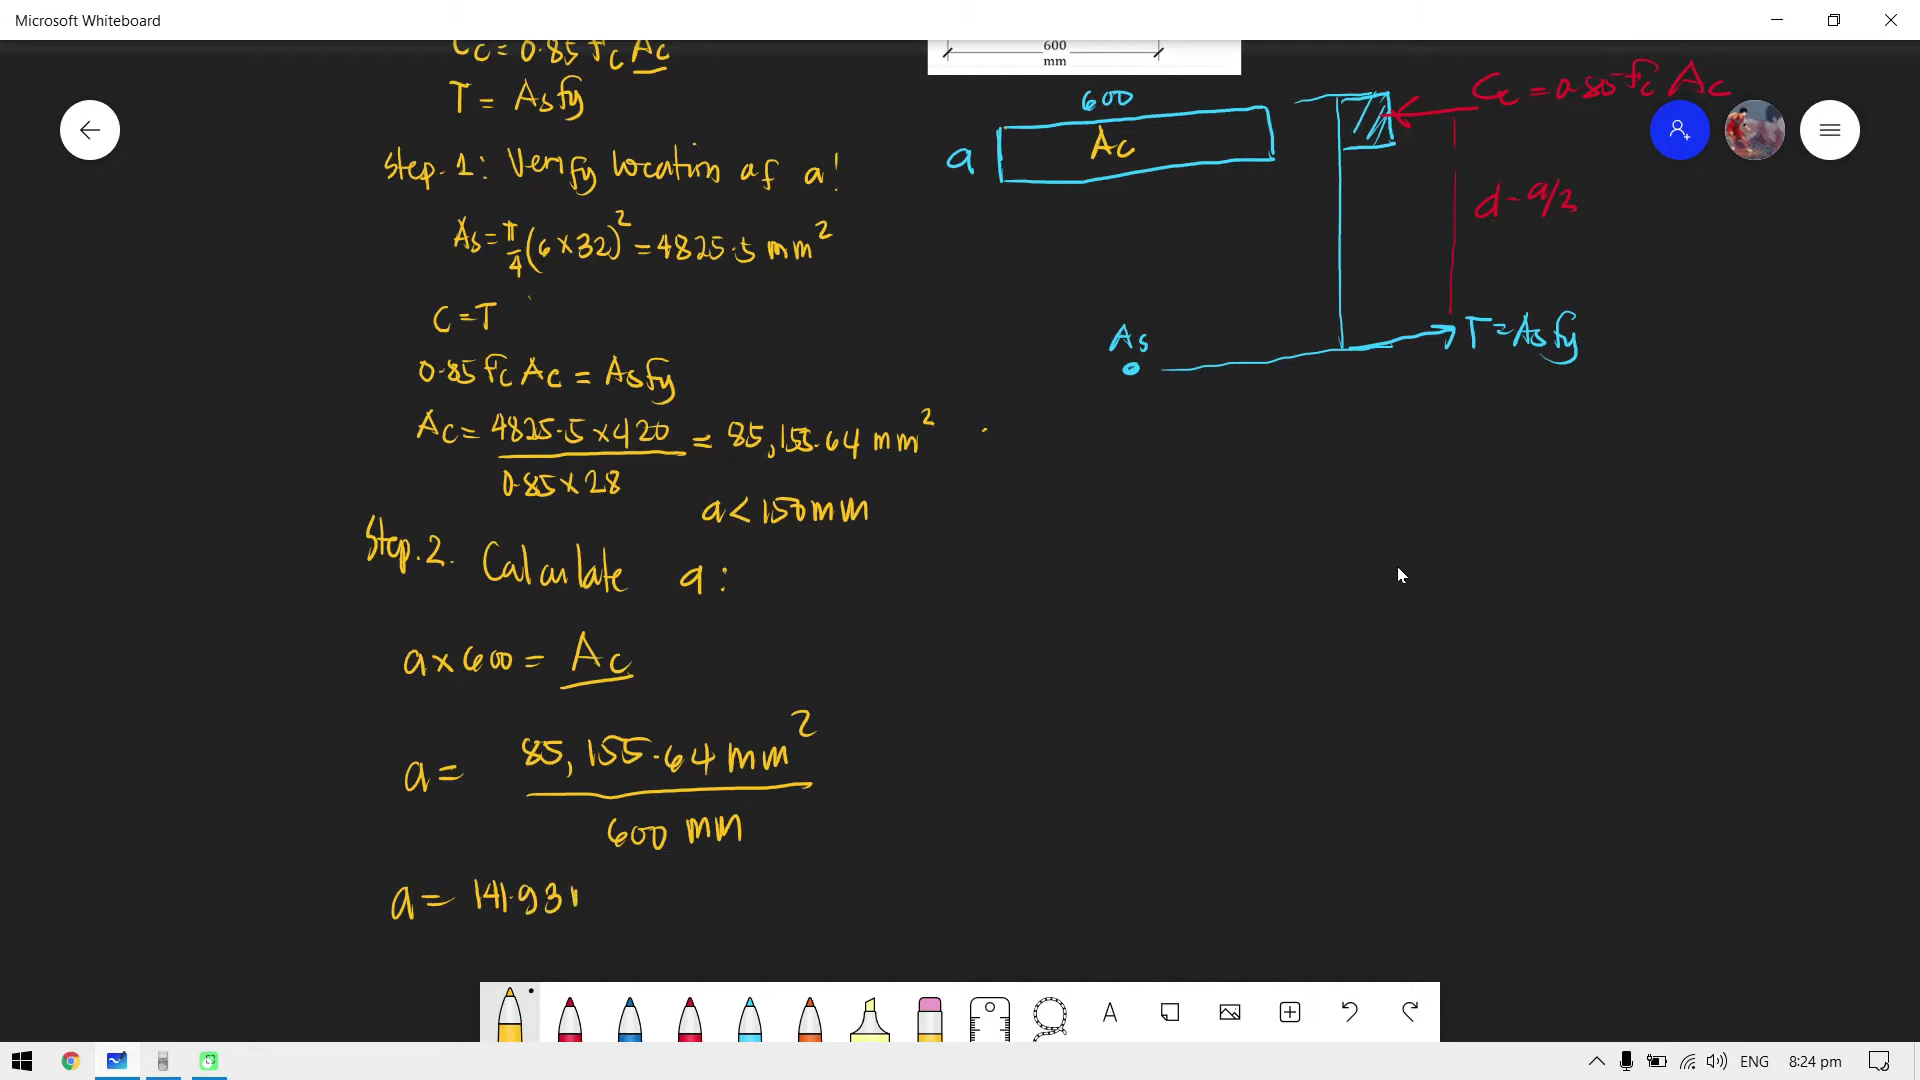 Microsoft Whiteboard
Cc = 0.85 f'c Ac
T = As fy
Step.1: Verify location of a!
As = π/4 (6 x 32)² = 4825.5 mm²
C = T
0.85 f'c Ac = As fy
Ac = 4825.5 x 420 = 85,155.64 mm²
0.85 x 28
a < 150 mm
Step.2. Calculate a:
a x 600 = Ac
a = 85,155.64 mm²
600 mm
a = 141.93
600
mm
600
a
Ac
Cc = 0.85 f'c Ac
d - a/2
As
T = As fy
A
ENG
8:24 pm